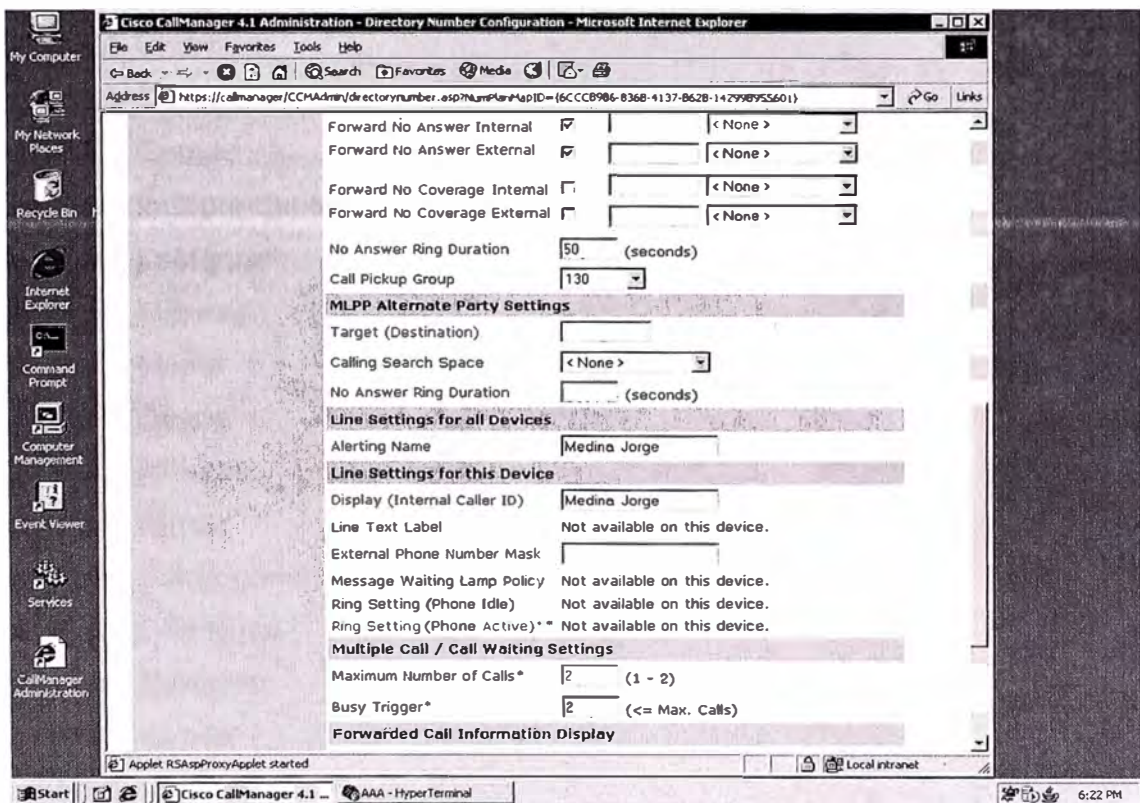 Cisco CallManager 4.1 Administration - Directory Number Configuration - Microsoft Internet Explorer
File Edit View Favorites Tools Help
Back Search Favorites Media
Address https://callmanager/CCMAdmin/directorynumber.asp?NumPlanMapID={6CCCB9B6-836B-4137-B62B-142998955601} Go Links
My Computer
My Network Places
Recycle Bin
Internet Explorer
Command Prompt
Computer Management
Event Viewer
Services
CallManager Administration
Forward No Answer Internal < None >
Forward No Answer External < None >
Forward No Coverage Internal < None >
Forward No Coverage External < None >
No Answer Ring Duration 50 (seconds)
Call Pickup Group 130
MLPP Alternate Party Settings
Target (Destination)
Calling Search Space < None >
No Answer Ring Duration (seconds)
Line Settings for all Devices
Alerting Name Medina Jorge
Line Settings for this Device
Display (Internal Caller ID) Medina Jorge
Line Text Label Not available on this device.
External Phone Number Mask
Message Waiting Lamp Policy Not available on this device.
Ring Setting (Phone Idle) Not available on this device.
Ring Setting (Phone Active)** Not available on this device.
Multiple Call / Call Waiting Settings
Maximum Number of Calls* 2 (1 - 2)
Busy Trigger* 2 (<= Max. Calls)
Forwarded Call Information Display
Applet RSAspProxyApplet started Local intranet
Start Cisco CallManager 4.1 ... AAA - HyperTerminal 6:22 PM